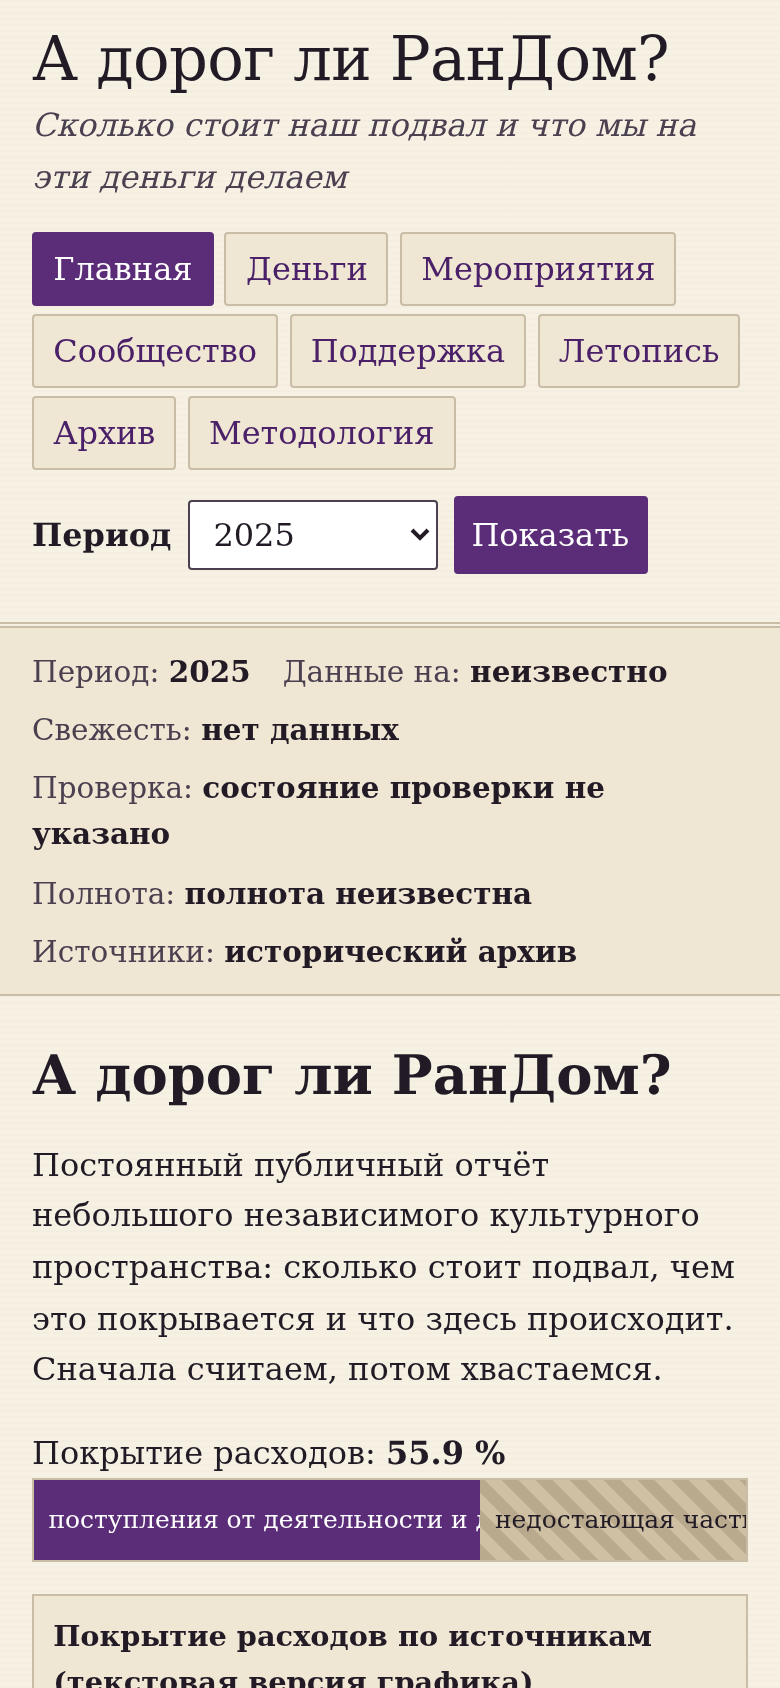 А дорог ли РанДом?
Сколько стоит наш подвал и что мы на
эти деньги делаем
Главная Деньги Мероприятия
Сообщество Поддержка Летопись
Архив Методология
Период 2025 Показать
Период: 2025 Данные на: неизвестно
Свежесть: нет данных
Проверка: состояние проверки не
указано
Полнота: полнота неизвестна
Источники: исторический архив
А дорог ли РанДом?
Постоянный публичный отчёт
небольшого независимого культурного
пространства: сколько стоит подвал, чем
это покрывается и что здесь происходит.
Сначала считаем, потом хвастаемся.
Покрытие расходов: 55.9 %
поступления от деятельности и недостающая част
Покрытие расходов по источникам
(текстовая версия графика)